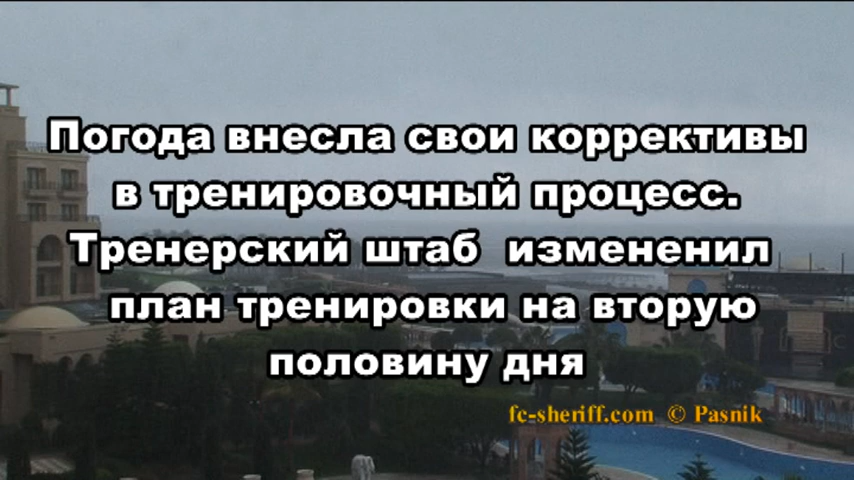 Погода внесла свои коррективы
в тренировочный процесс.
Тренерский штаб измененил
план тренировки на вторую
половину дня
fc-sheriff.com © Pasnik